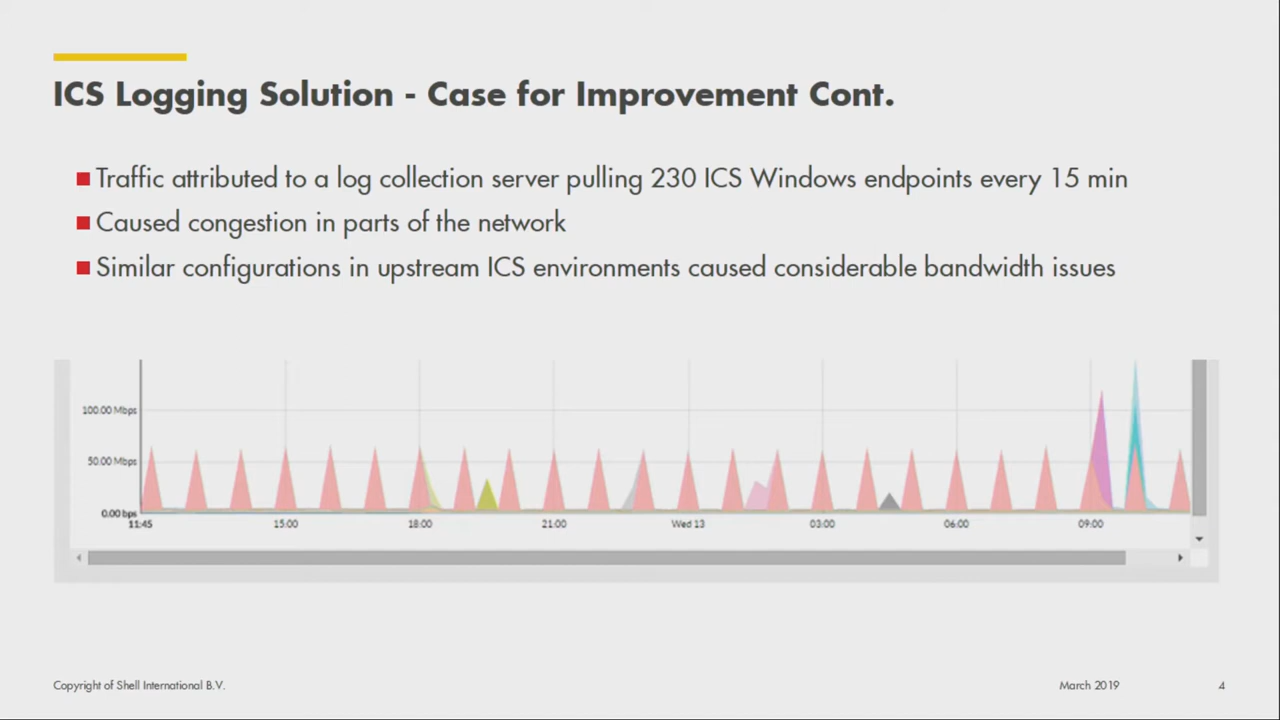 ICS Logging Solution - Case for Improvement Cont.
Traffic attributed to a log collection server pulling 230 ICS Windows endpoints every 15 min
Caused congestion in parts of the network
Similar configurations in upstream ICS environments caused considerable bandwidth issues
100.00 Mbps
50.00 Mbps
0.00 bps
11:45 15:00 18:00 21:00 Wed 13 03:00 06:00 09:00
Copyright of Shell International B.V. March 2019 4